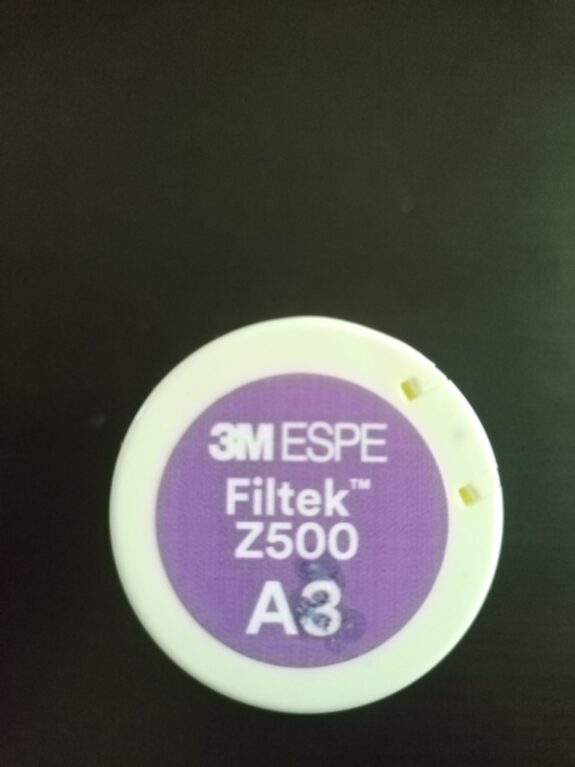 3M ESPE
Filtek™
Z500
A3